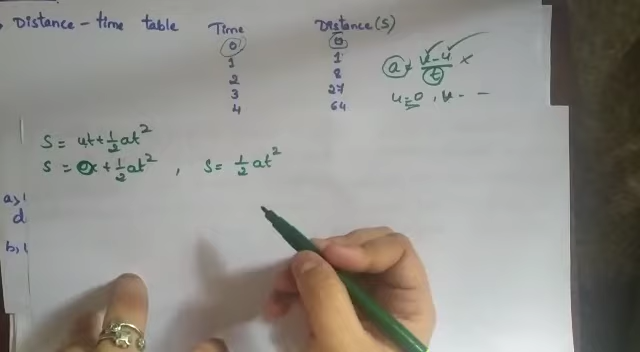 Distance - time table Time Distance (S)
0 0
1 1
2 8
3 27
4 64
a = v-u/t ×
u=0, v- -
S = ut + 1/2 at²
S = 0x + 1/2 at² , S = 1/2 at²
a,
d
b,